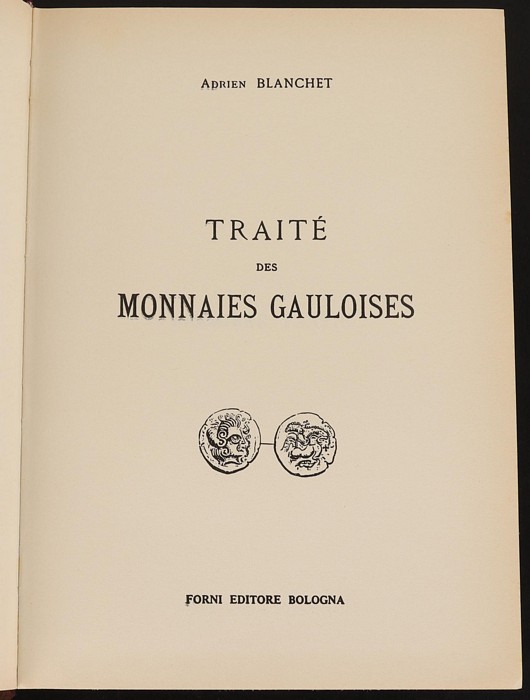 Adrien BLANCHET
TRAITÉ
DES
MONNAIES GAULOISES
FORNI EDITORE BOLOGNA